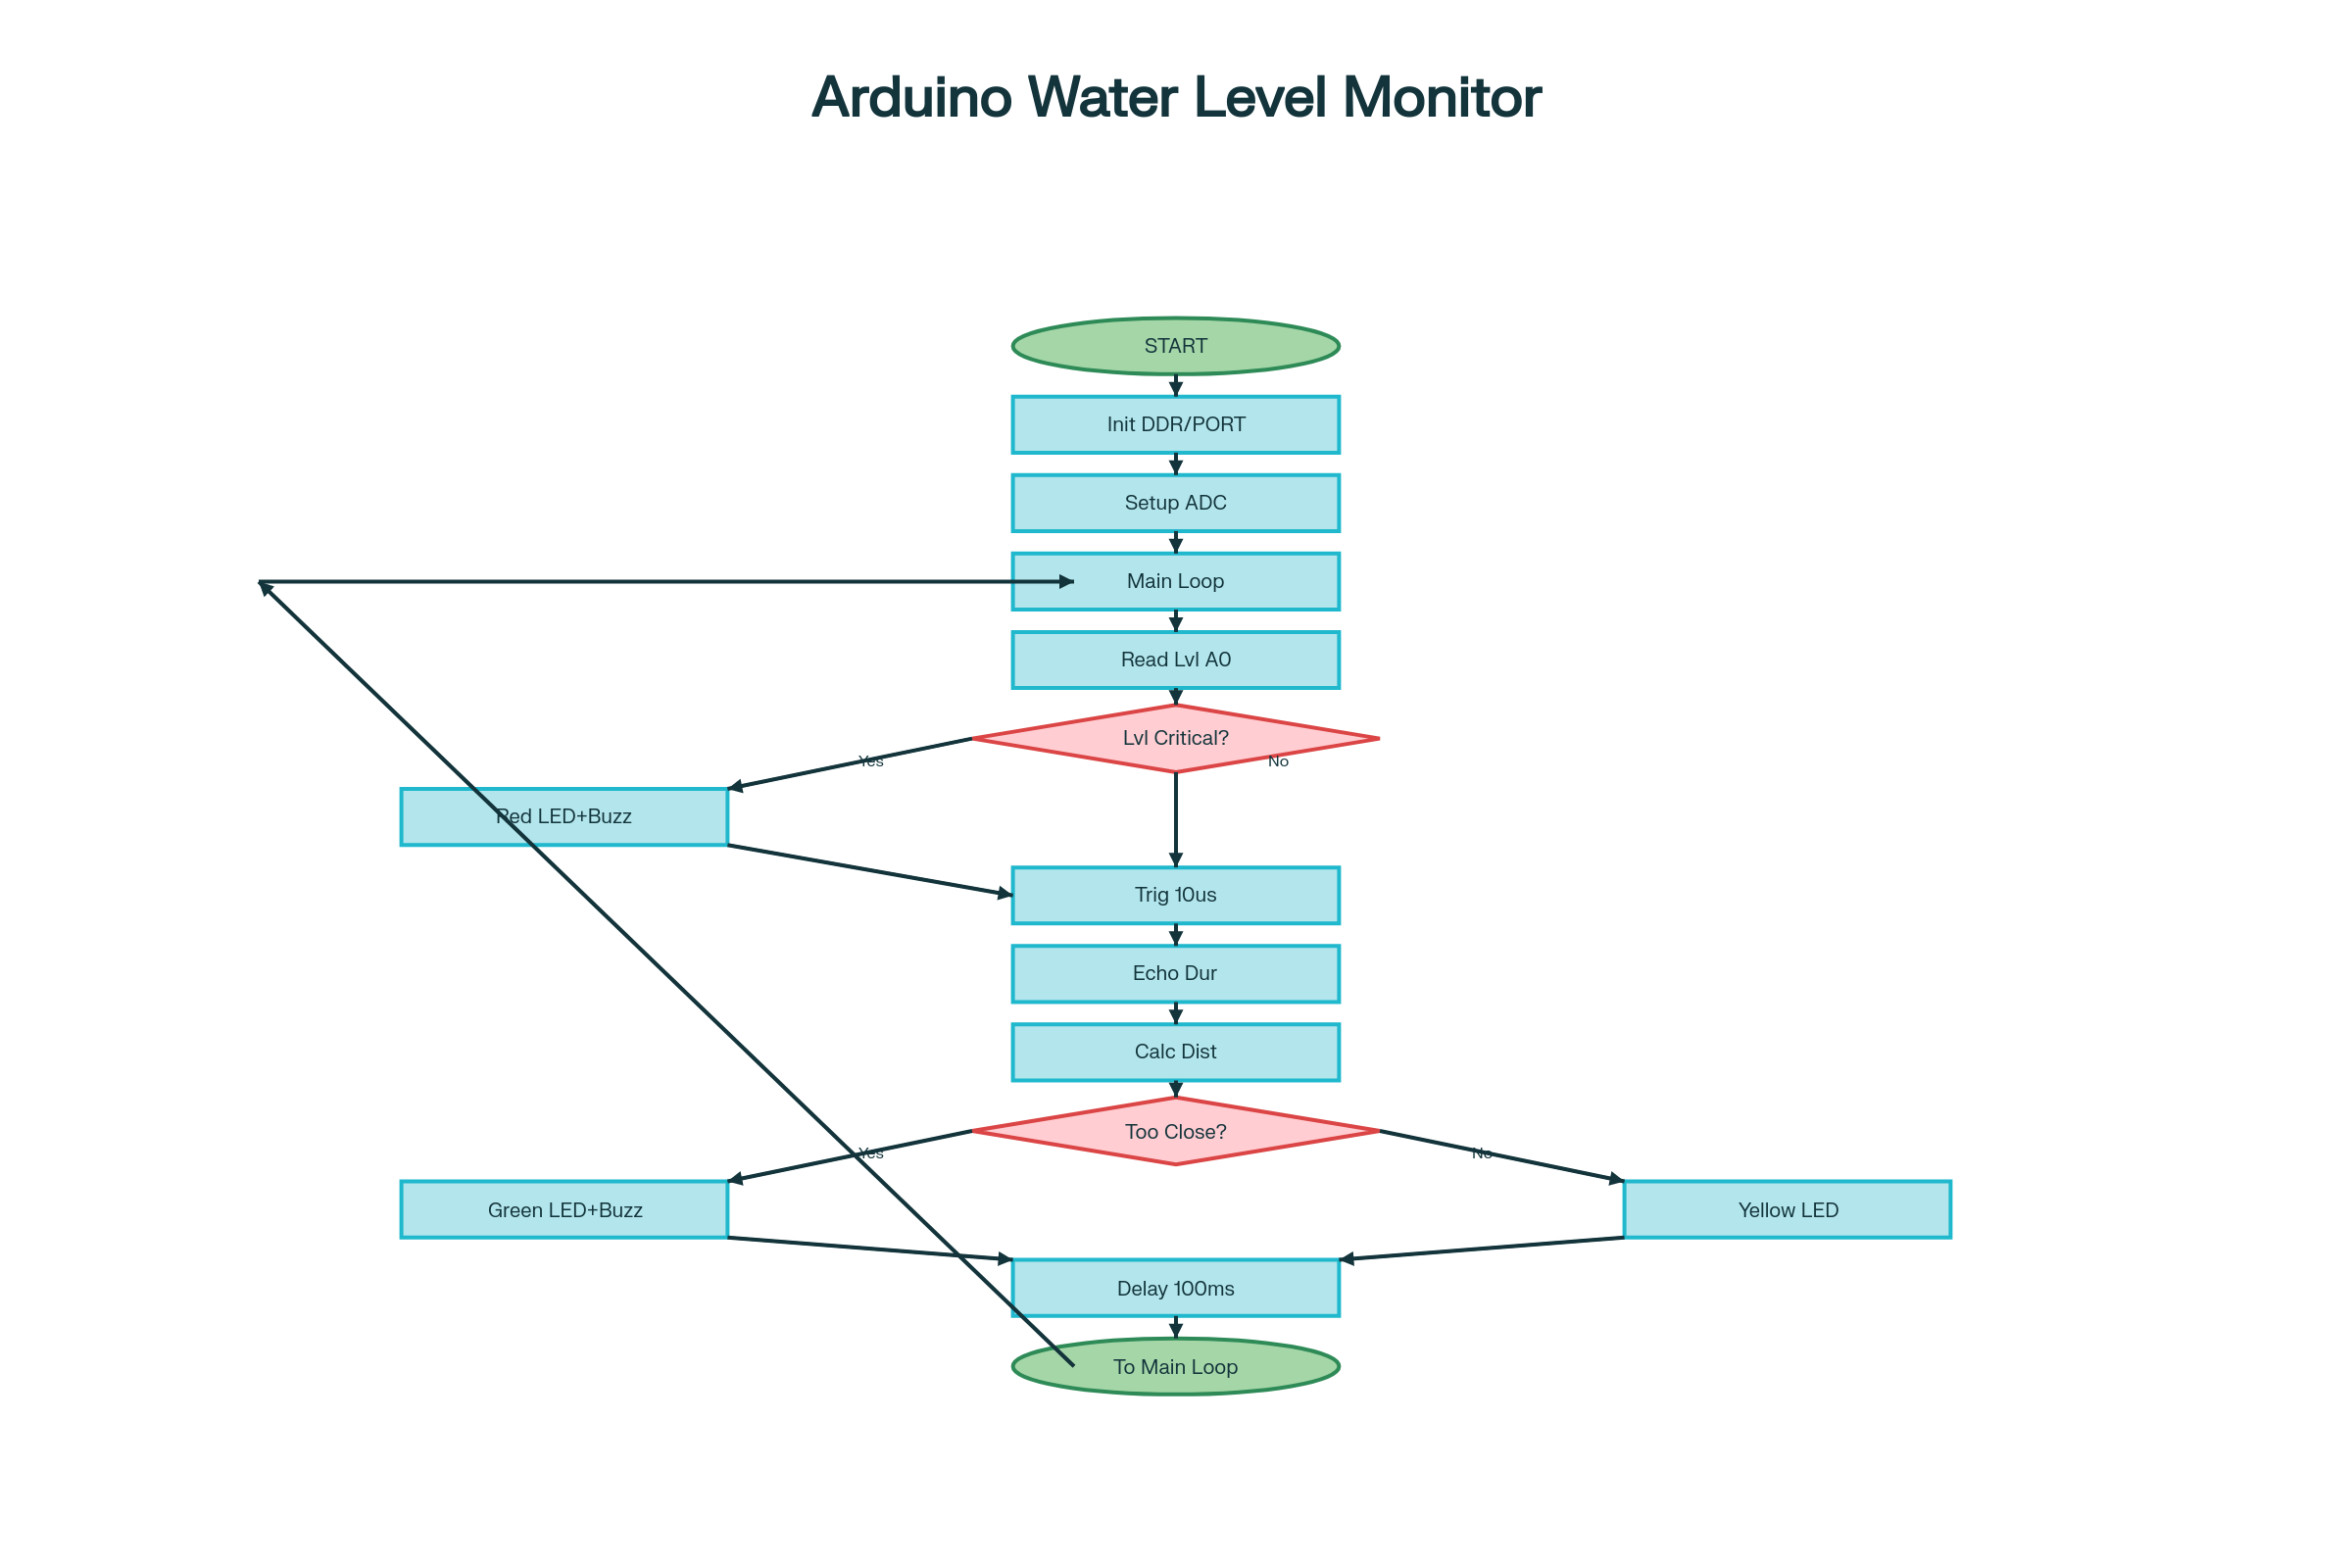 Arduino Water Level Monitor
START
Init DDR/PORT
Setup ADC
Main Loop
Read Lvl A0
Lvl Critical?
Yes
No
Red LED+Buzz
Trig 10us
Echo Dur
Calc Dist
Too Close?
Yes
No
Green LED+Buzz
Yellow LED
Delay 100ms
To Main Loop